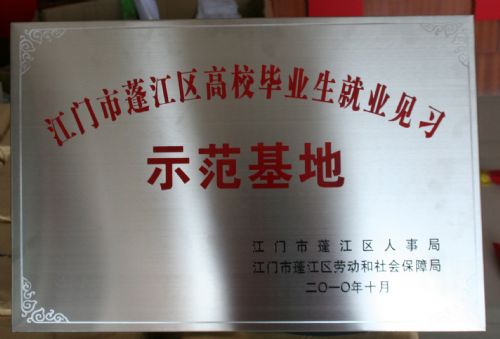 江门市蓬江区高校毕业生就业见习
示范基地
江门市蓬江区人事局
江门市蓬江区劳动和社会保障局
二〇一〇年十月